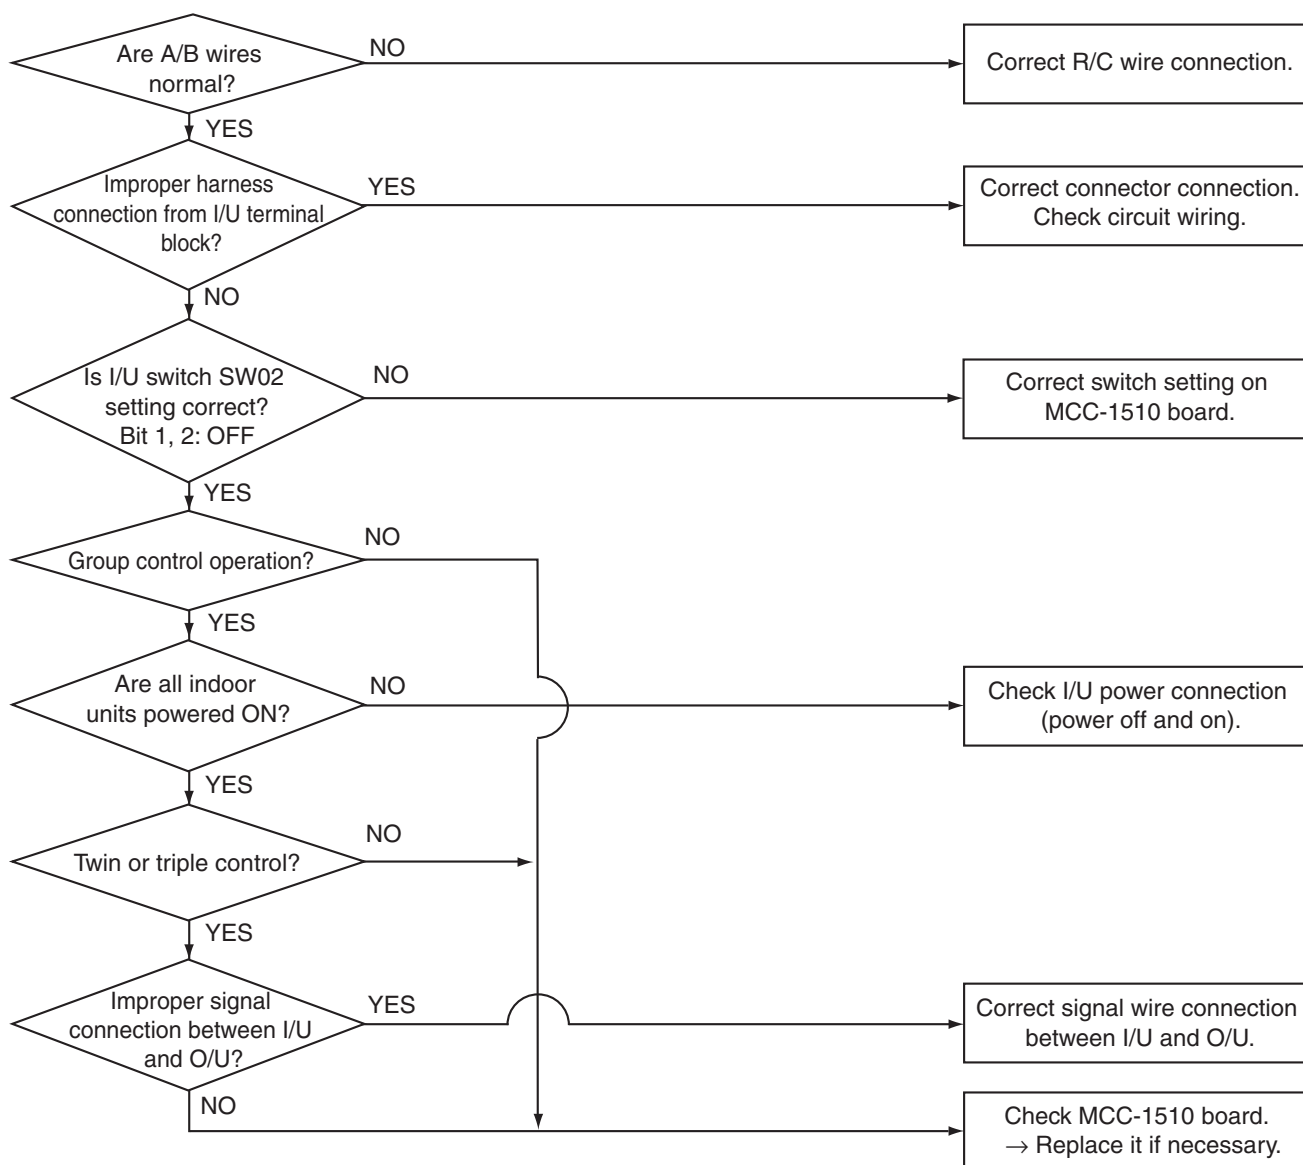 Are A/B wires
normal?
NO
Correct R/C wire connection.
YES
Improper harness
connection from I/U terminal
block?
YES
Correct connector connection.
Check circuit wiring.
NO
Is I/U switch SW02
setting correct?
Bit 1, 2: OFF
NO
Correct switch setting on
MCC-1510 board.
YES
Group control operation?
NO
YES
Are all indoor
units powered ON?
NO
Check I/U power connection
(power off and on).
YES
Twin or triple control?
NO
YES
Improper signal
connection between I/U
and O/U?
YES
Correct signal wire connection
between I/U and O/U.
NO
Check MCC-1510 board.
→ Replace it if necessary.